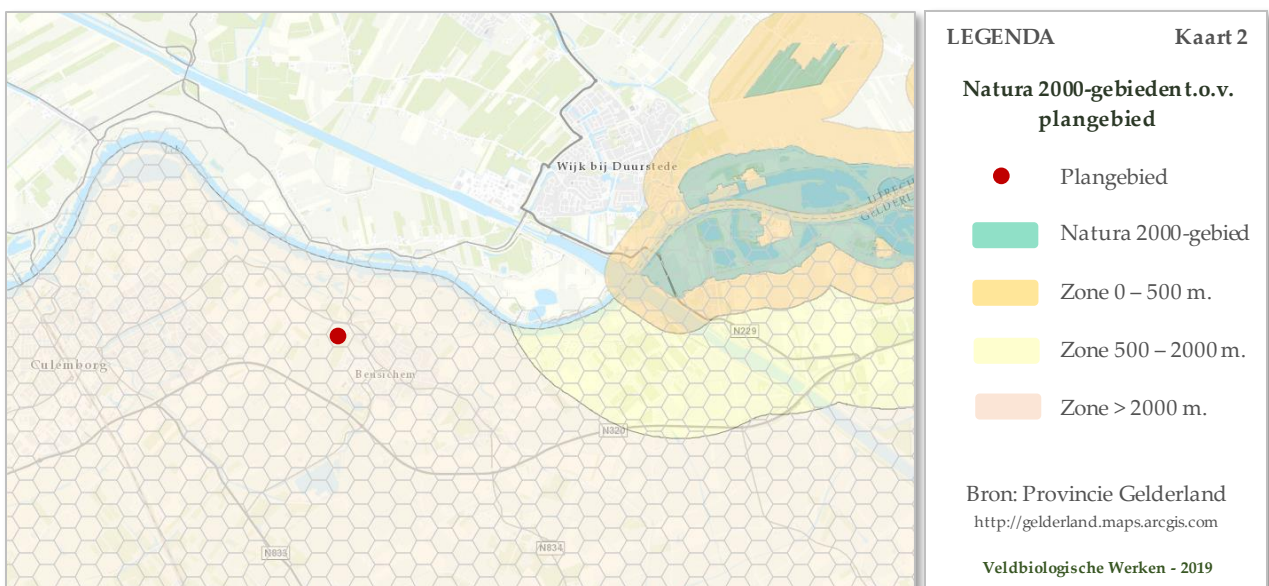 Wijk bij Duurstede
UTRECHT
GELDERL
N229
Culemborg
Beusichem
N320
N833
N834
LEGENDA Kaart 2
Natura 2000-gebieden t.o.v.
plangebied
Plangebied
Natura 2000-gebied
Zone 0 – 500 m.
Zone 500 – 2000 m.
Zone > 2000 m.
Bron: Provincie Gelderland
http://gelderland.maps.arcgis.com
Veldbiologische Werken - 2019